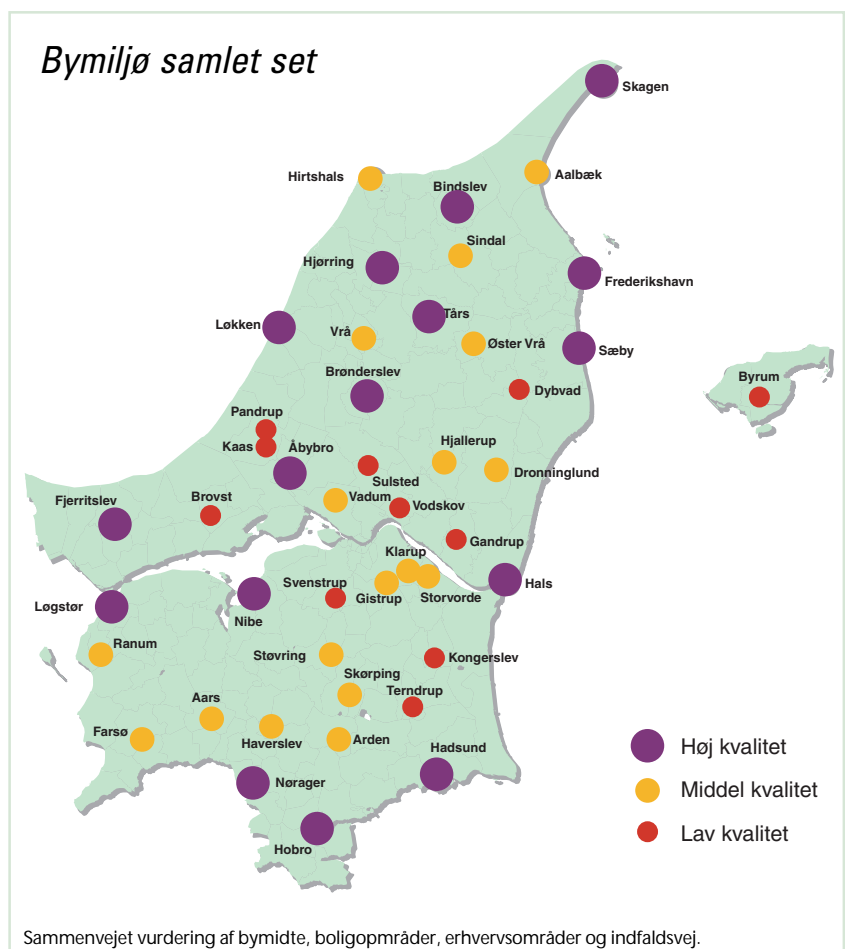 Bymiljø samlet set
Skagen
Hirtshals
Aalbæk
Bindslev
Sindal
Hjørring
Frederikshavn
Løkken
Tårs
Vrå
Øster Vrå
Sæby
Brønderslev
Dybvad
Byrum
Pandrup
Kaas
Åbybro
Hjallerup
Sulsted
Dronninglund
Fjerritslev
Brovst
Vadum
Vodskov
Gandrup
Klarup
Svenstrup
Gistrup
Storvorde
Hals
Løgstør
Nibe
Ranum
Støvring
Kongerslev
Skørping
Terndrup
Aars
Farsø
Haverslev
Arden
Hadsund
Nørager
Hobro
Høj kvalitet
Middel kvalitet
Lav kvalitet
Sammenvejet vurdering af bymidte, boligopmråder, erhvervsområder og indfaldsvej.